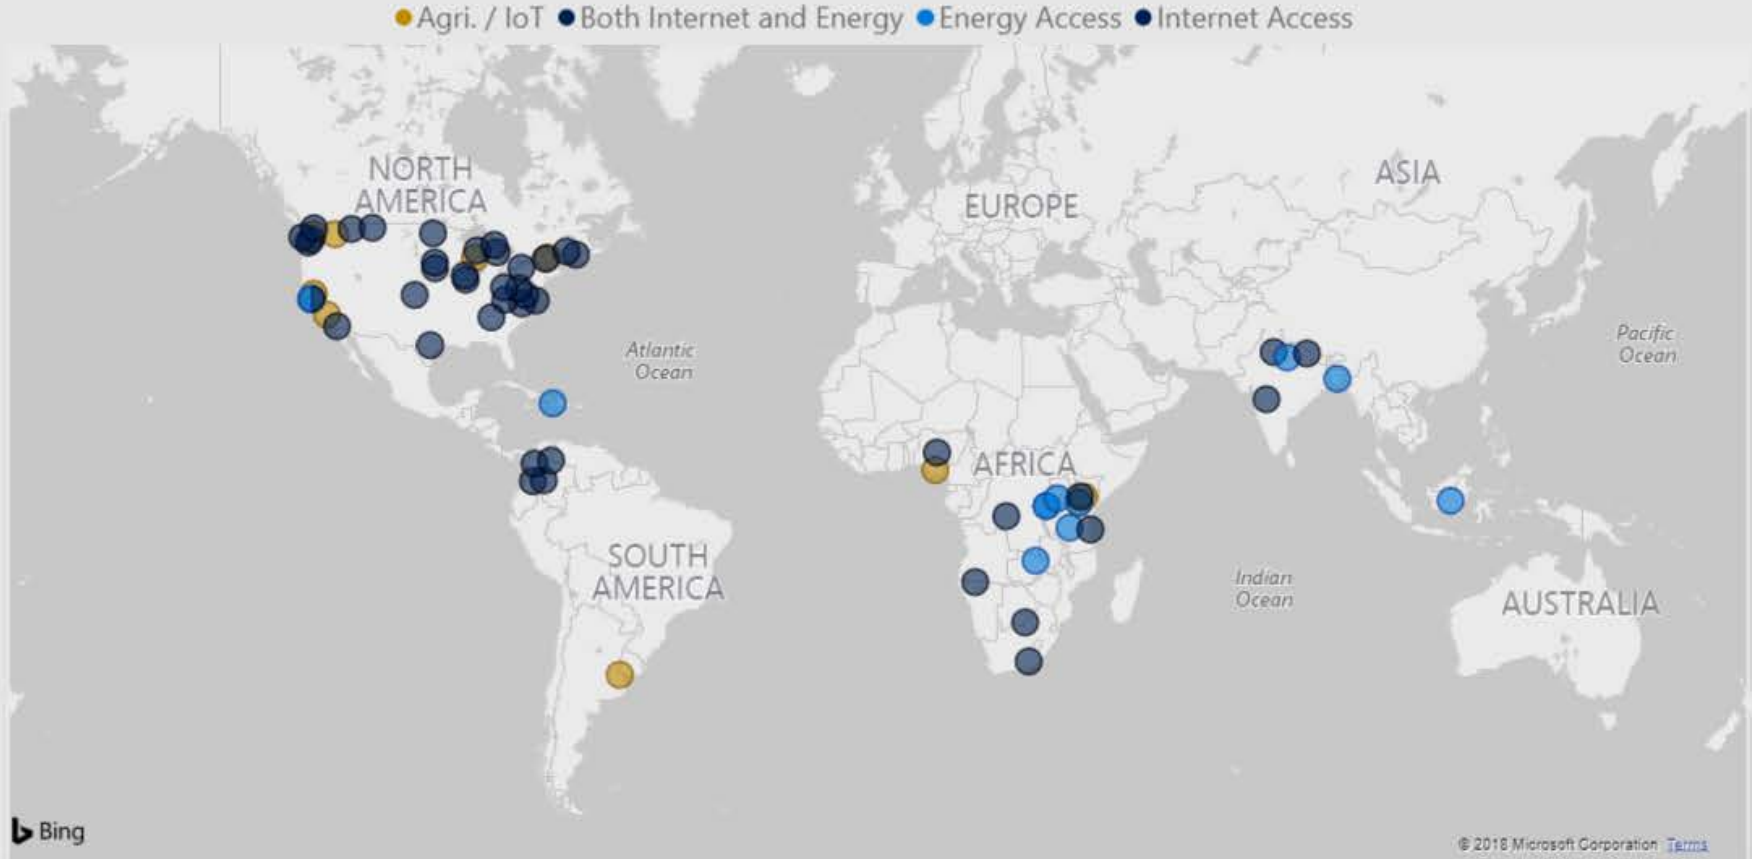 Agri. / IoT Both Internet and Energy Energy Access Internet Access
NORTH
AMERICA
ASIA
EUROPE
Pacific
Ocean
Atlantic
Ocean
AFRICA
SOUTH
AMERICA
Indian
Ocean
AUSTRALIA
Bing
© 2018 Microsoft Corporation Terms